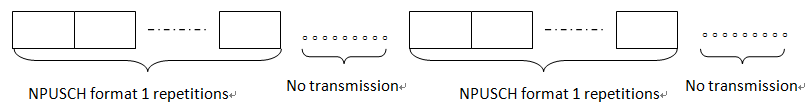 NPUSCH format 1 repetitions
No transmission
NPUSCH format 1 repetitions
No transmission